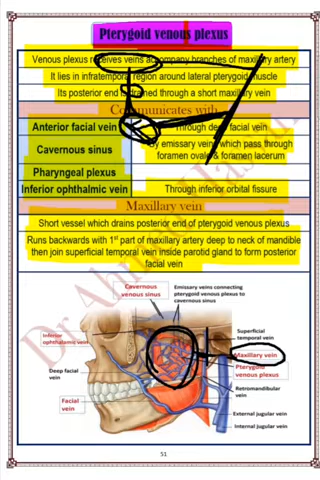 Pterygoid venous plexus
Venous plexus receives veins accompany branches of maxillary artery
It lies in infratemporal region around lateral pterygoid muscle
Its posterior end is drained through a short maxillary vein
Communicates with
Anterior facial vein
Through deep facial vein
Cavernous sinus
By emissary veins which pass through
foramen ovale & foramen lacerum
Pharyngeal plexus
Inferior ophthalmic vein
Through inferior orbital fissure
Maxillary vein
Short vessel which drains posterior end of pterygoid venous plexus
Runs backwards with 1st part of maxillary artery deep to neck of mandible
then join superficial temporal vein inside parotid gland to form posterior
facial vein
Cavernous
venous sinus
Emissary veins connecting
pterygoid venous plexus to
cavernous sinus
Inferior
ophthalmic vein
Superficial
temporal vein
Maxillary vein
Pterygoid
venous plexus
Deep facial
vein
Retromandibular
vein
Facial
vein
External jugular vein
Internal jugular vein
51